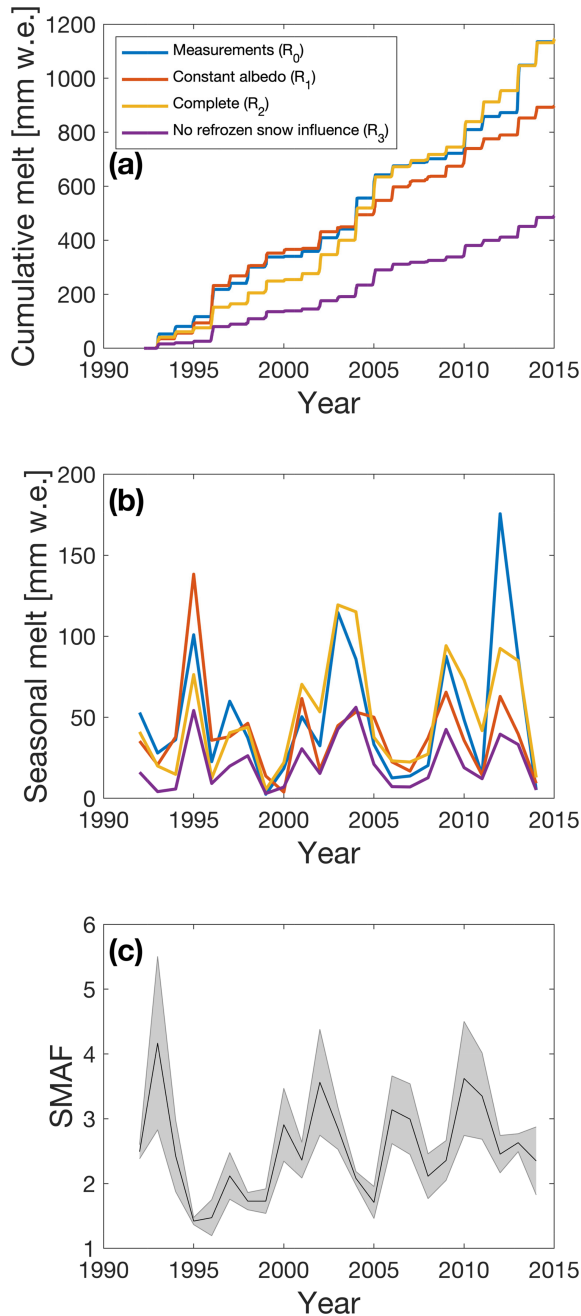 1200
1000
800
600
400
200
0
Cumulative melt [mm w.e.]
Measurements (R0)
Constant albedo (R1)
Complete (R2)
No refrozen snow influence (R3)
(a)
1990 1995 2000 2005 2010 2015
Year
200
150
100
50
0
Seasonal melt [mm w.e.]
(b)
1990 1995 2000 2005 2010 2015
Year
6
5
4
3
2
1
SMAF
(c)
1990 1995 2000 2005 2010 2015
Year